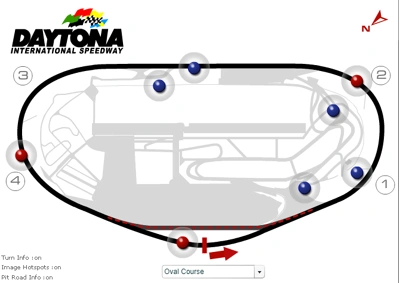 DAYTONA
INTERNATIONAL SPEEDWAY
N
3
2
4
1
Turn Info :on
Image Hotspots :on
Pit Road Info :on
Oval Course